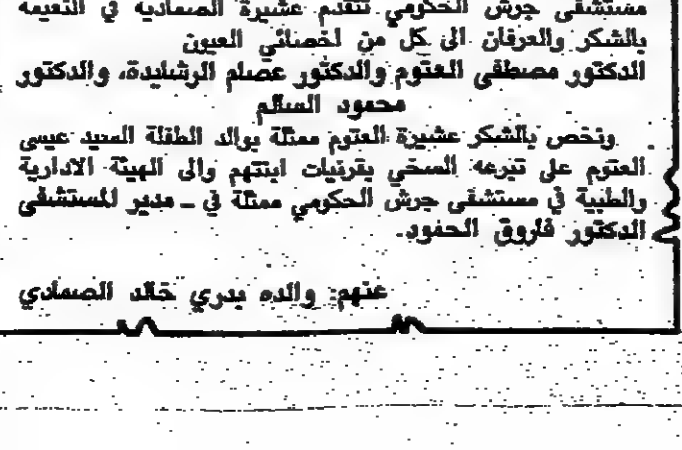 مستشفى جرش الحكومي تتقدم عشيرة الصمادية في النعيمه
بالشكر والعرفان الى كل من اخصائي العيون
الدكتور مصطفى العتوم والدكتور عصام الرشايدة، والدكتور
محمود السالم
ونخص بالشكر عشيرة العتوم ممثلة بوالد الطفلة السيد عيسى
العتوم على تبرعه السخي بقرنيات ابنتهم والى الهيئة الادارية
والطبية في مستشفى جرش الحكومي ممثلة في ـ مدير المستشفى
الدكتور فاروق الحمود.
عنهم: والده بدري خالد الصمادي